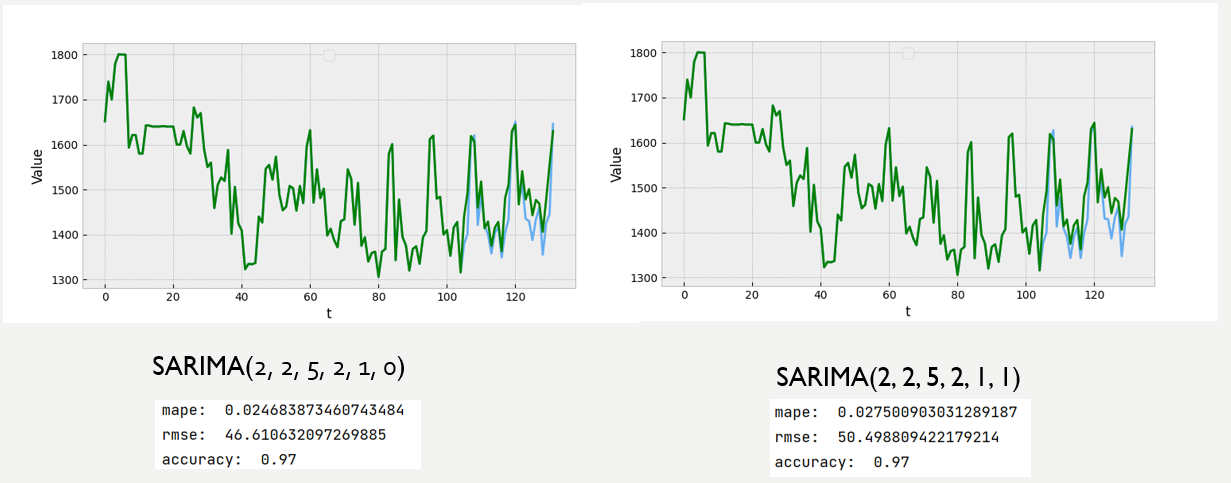 1800
1700
1600
1500
1400
1300
Value
0 20 40 60 80 100 120
t
SARIMA(2, 2, 5, 2, 1, 0)
mape: 0.024683873460743484
rmse: 46.610632097269885
accuracy: 0.97
1800
1700
1600
1500
1400
1300
Value
0 20 40 60 80 100 120
t
SARIMA(2, 2, 5, 2, 1, 1)
mape: 0.027500903031289187
rmse: 50.498809422179214
accuracy: 0.97